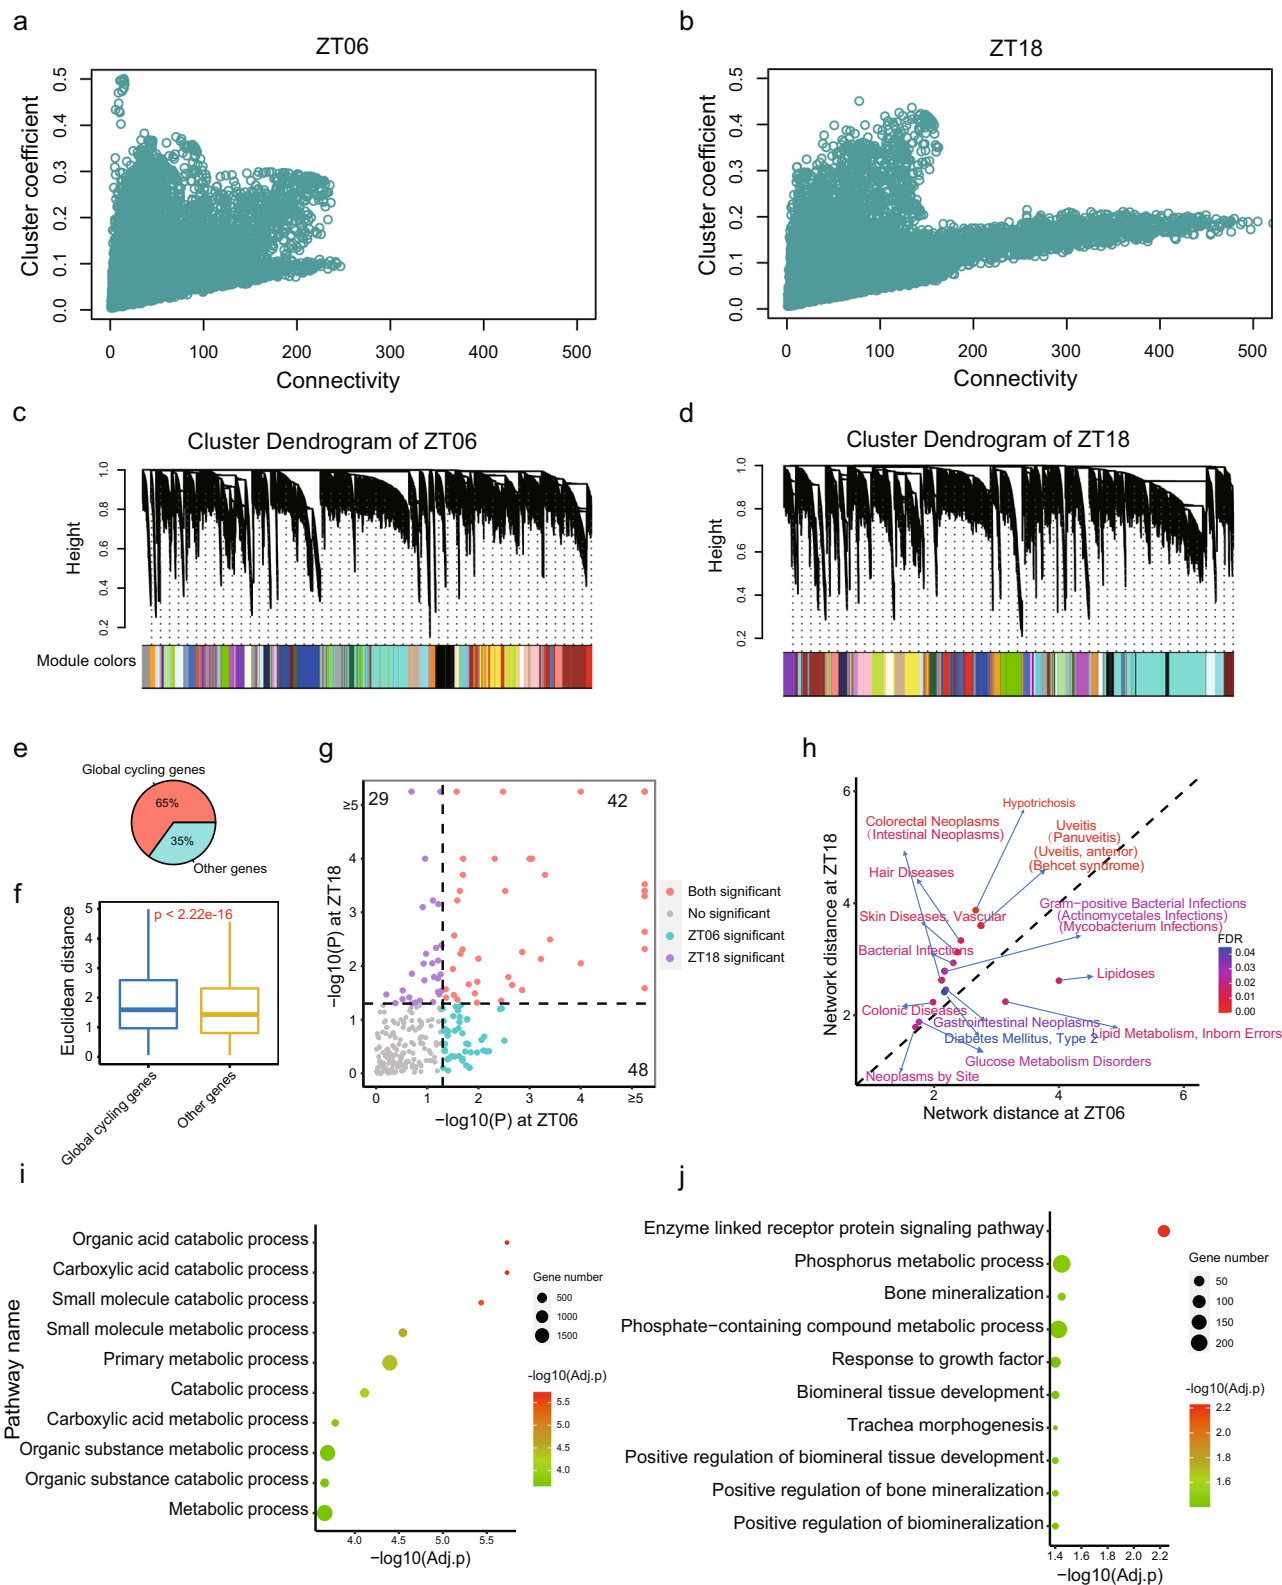 a
ZT06
Cluster coefficient
0.5
0.4
0.3
0.2
0.1
0.0
0 100 200 300 400 500
Connectivity
b
ZT18
Cluster coefficient
0.5
0.4
0.3
0.2
0.1
0.0
0 100 200 300 400 500
Connectivity
c
Cluster Dendrogram of ZT06
Height
1.0
0.8
0.6
0.4
0.2
Module colors
d
Cluster Dendrogram of ZT18
Height
1.0
0.8
0.6
0.4
0.2
e
Global cycling genes
65%
35%
Other genes
f
Euclidean distance
5
4
3
2
1
0
p < 2.22e-16
Global cycling genes
Other genes
g
−log10(P) at ZT18
≥5
4
3
2
1
0
29
42
48
0 1 2 3 4 ≥5
−log10(P) at ZT06
Both significant
No significant
ZT06 significant
ZT18 significant
h
Network distance at ZT18
6
4
2
Hypotrichosis
Colorectal Neoplasms
(Intestinal Neoplasms)
Uveitis
(Panuveitis)
(Uveitis, anterior)
(Behcet syndrome)
Hair Diseases
Gram-positive Bacterial Infections
(Actinomycetales Infections)
(Mycobacterium Infections)
Skin Diseases, Vascular
Bacterial Infections
Lipidoses
Colonic Diseases
Gastrointestinal Neoplasms
Diabetes Mellitus, Type 2
Lipid Metabolism, Inborn Errors
Glucose Metabolism Disorders
Neoplasms by Site
FDR
0.04
0.03
0.02
0.01
0.00
2 4 6
Network distance at ZT06
i
Pathway name
Organic acid catabolic process
Carboxylic acid catabolic process
Small molecule catabolic process
Small molecule metabolic process
Primary metabolic process
Catabolic process
Carboxylic acid metabolic process
Organic substance metabolic process
Organic substance catabolic process
Metabolic process
4.0 4.5 5.0 5.5
−log10(Adj.p)
Gene number
500
1000
1500
-log10(Adj.p)
5.5
5.0
4.5
4.0
j
Enzyme linked receptor protein signaling pathway
Phosphorus metabolic process
Bone mineralization
Phosphate−containing compound metabolic process
Response to growth factor
Biomineral tissue development
Trachea morphogenesis
Positive regulation of biomineral tissue development
Positive regulation of bone mineralization
Positive regulation of biomineralization
1.4 1.6 1.8 2.0 2.2
−log10(Adj.p)
Gene number
50
100
150
200
-log10(Adj.p)
2.2
2.0
1.8
1.6